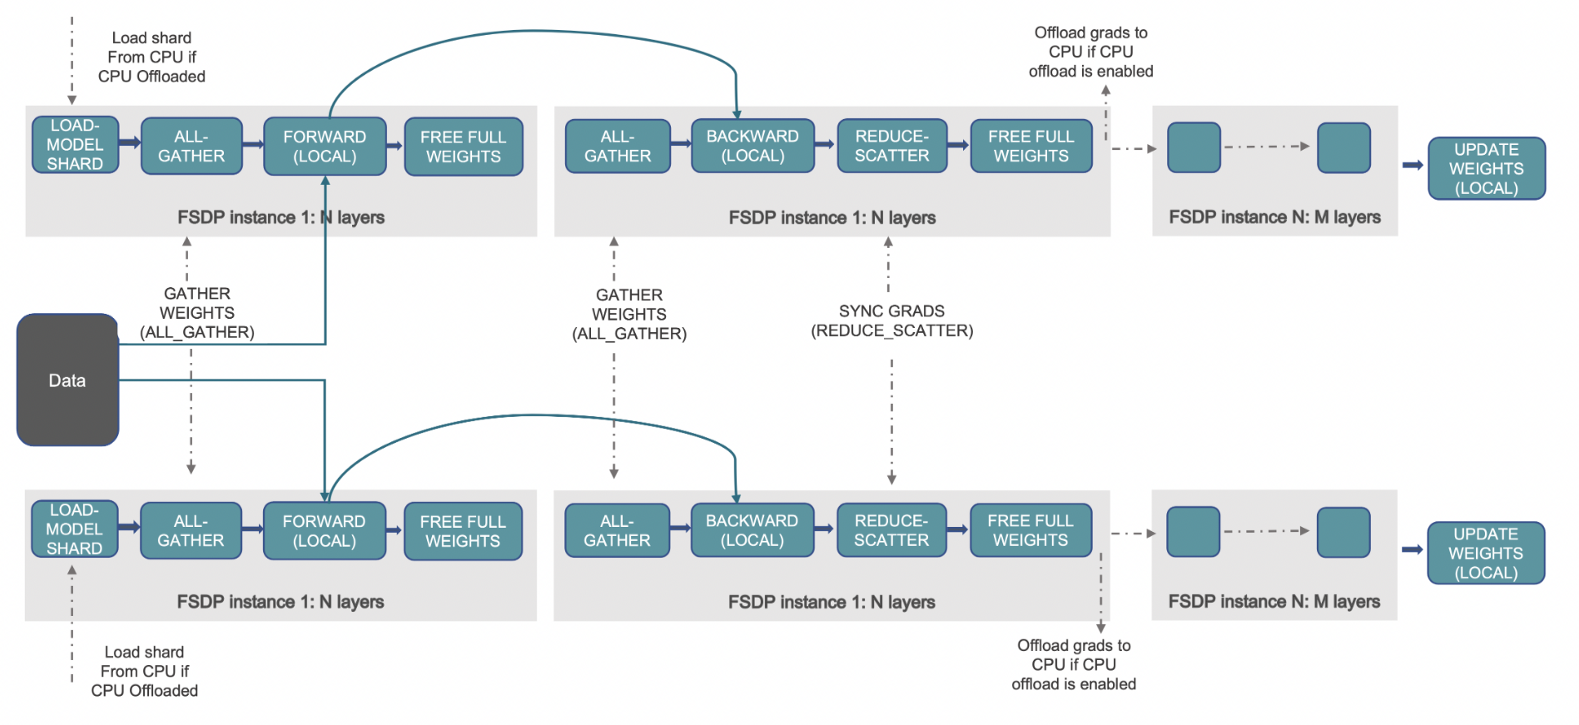 Load shard
From CPU if
CPU Offloaded
Offload grads to
CPU if CPU
offload is enabled
LOAD-
MODEL
SHARD
ALL-
GATHER
FORWARD
(LOCAL)
FREE FULL
WEIGHTS
FSDP instance 1: N layers
ALL-
GATHER
BACKWARD
(LOCAL)
REDUCE-
SCATTER
FREE FULL
WEIGHTS
FSDP instance 1: N layers
FSDP instance N: M layers
UPDATE
WEIGHTS
(LOCAL)
GATHER
WEIGHTS
(ALL_GATHER)
GATHER
WEIGHTS
(ALL_GATHER)
SYNC GRADS
(REDUCE_SCATTER)
Data
LOAD-
MODEL
SHARD
ALL-
GATHER
FORWARD
(LOCAL)
FREE FULL
WEIGHTS
FSDP instance 1: N layers
ALL-
GATHER
BACKWARD
(LOCAL)
REDUCE-
SCATTER
FREE FULL
WEIGHTS
FSDP instance 1: N layers
FSDP instance N: M layers
UPDATE
WEIGHTS
(LOCAL)
Load shard
From CPU if
CPU Offloaded
Offload grads to
CPU if CPU
offload is enabled